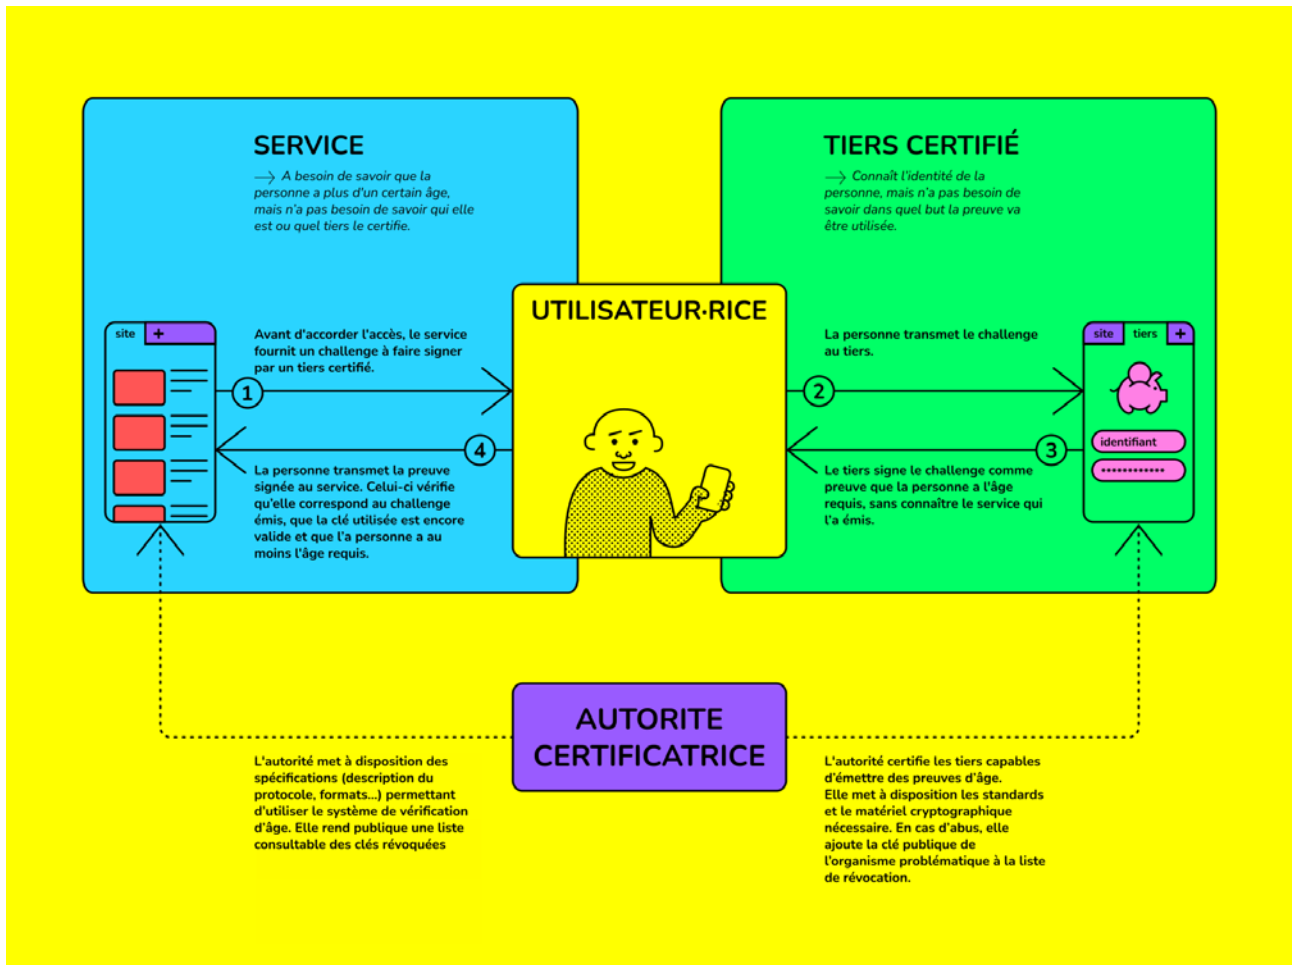 SERVICE
→ A besoin de savoir que la
personne a plus d'un certain âge,
mais n'a pas besoin de savoir qui elle
est ou quel tiers le certifie.
TIERS CERTIFIÉ
→ Connaît l'identité de la
personne, mais n'a pas besoin de
savoir dans quel but la preuve va
être utilisée.
UTILISATEUR·RICE
site +
Avant d'accorder l'accès, le service
fournit un challenge à faire signer
par un tiers certifié.
1
4
La personne transmet la preuve
signée au service. Celui-ci vérifie
qu'elle correspond au challenge
émis, que la clé utilisée est encore
valide et que l'a personne a au
moins l'âge requis.
La personne transmet le challenge
au tiers.
2
3
Le tiers signe le challenge comme
preuve que la personne a l'âge
requis, sans connaître le service qui
l'a émis.
site tiers +
identifiant
••••••••••••
AUTORITE
CERTIFICATRICE
L'autorité met à disposition des
spécifications (description du
protocole, formats...) permettant
d'utiliser le système de vérification
d'âge. Elle rend publique une liste
consultable des clés révoquées
L'autorité certifie les tiers capables
d'émettre des preuves d'âge.
Elle met à disposition les standards
et le matériel cryptographique
nécessaire. En cas d'abus, elle
ajoute la clé publique de
l'organisme problématique à la liste
de révocation.